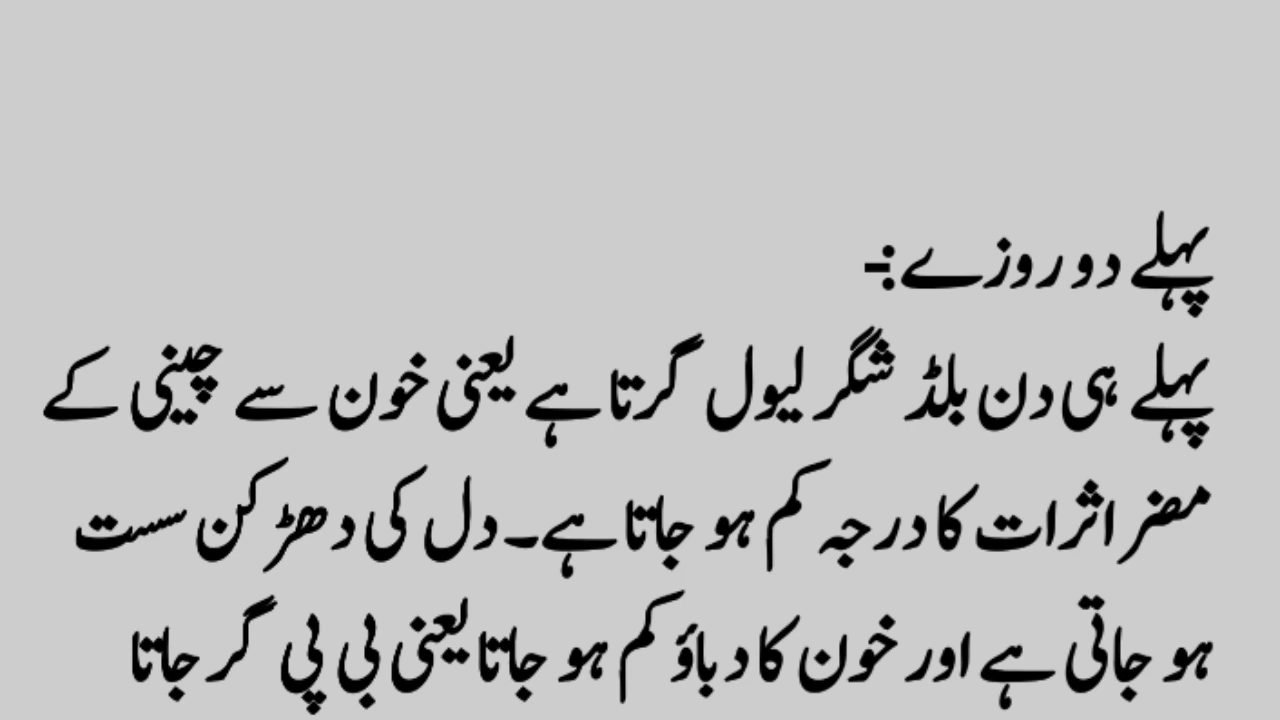 پہلے دو روزے:-
پہلے ہی دن بلڈ شگر لیول گرتا ہے یعنی خون سے چینی کے
مضر اثرات کا درجہ کم ہو جاتا ہے۔ دل کی دھڑکن سست
ہو جاتی ہے اور خون کا دباؤ کم ہو جاتا یعنی بی پی گر جاتا